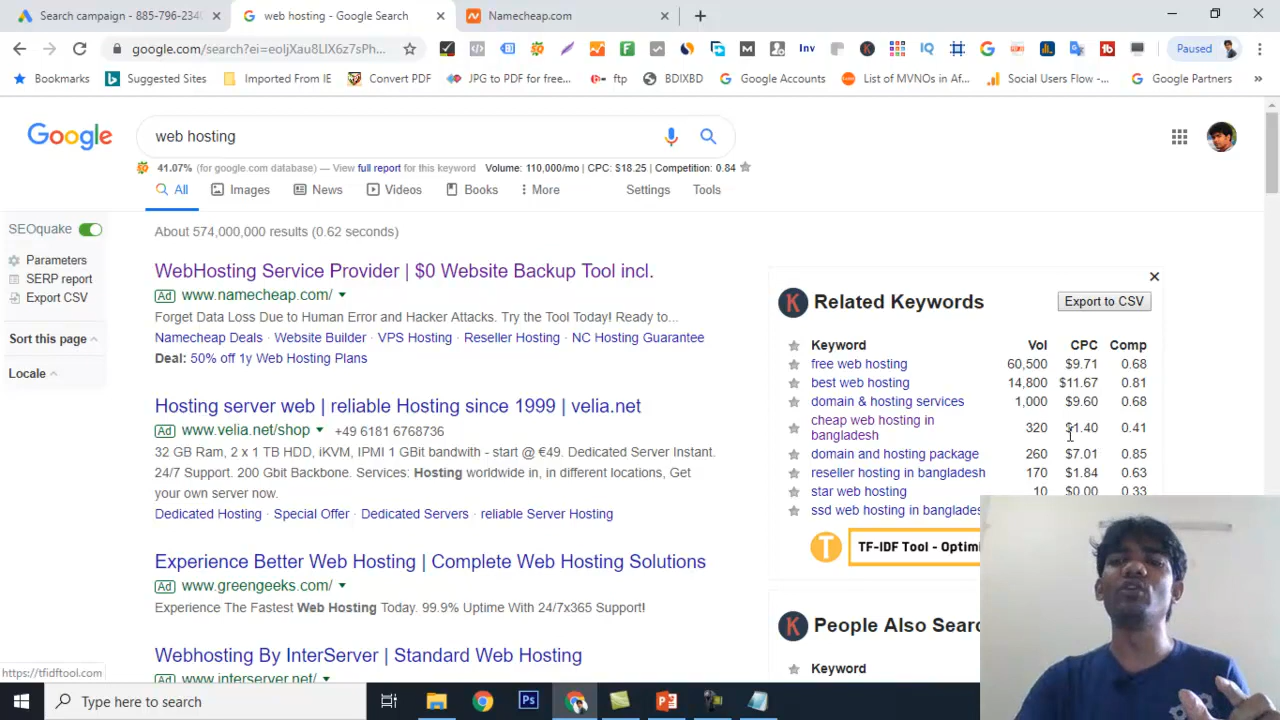 Search campaign - 885-796-2340
web hosting - Google Search
Namecheap.com
google.com/search?ei=eoIjXau8LIX6z7sPh...
Inv
Paused
Bookmarks
Suggested Sites
Imported From IE
Convert PDF
JPG to PDF for free...
ftp
BDIXBD
Google Accounts
List of MVNOs in Af...
Social Users Flow -...
Google Partners
Google
web hosting
41.07% (for google.com database) — View full report for this keyword Volume: 110,000/mo | CPC: $18.25 | Competition: 0.84
All Images News Videos Books More Settings Tools
SEOquake
Parameters
SERP report
Export CSV
Sort this page
Locale
About 574,000,000 results (0.62 seconds)
WebHosting Service Provider | $0 Website Backup Tool incl.
Ad www.namecheap.com/
Forget Data Loss Due to Human Error and Hacker Attacks. Try the Tool Today! Ready to...
Namecheap Deals · Website Builder · VPS Hosting · Reseller Hosting · NC Hosting Guarantee
Deal: 50% off 1y Web Hosting Plans
Hosting server web | reliable Hosting since 1999 | velia.net
Ad www.velia.net/shop +49 6181 6768736
32 GB Ram, 2 x 1 TB HDD, iKVM, IPMI 1 GBit bandwith - start @ €49. Dedicated Server Instant.
24/7 Support. 200 Gbit Backbone. Services: Hosting worldwide in, in different locations, Get
your own server now.
Dedicated Hosting · Special Offer · Dedicated Servers · reliable Server Hosting
Experience Better Web Hosting | Complete Web Hosting Solutions
Ad www.greengeeks.com/
Experience The Fastest Web Hosting Today. 99.9% Uptime With 24/7x365 Support!
Webhosting By InterServer | Standard Web Hosting
Ad www.interserver.net/
Related Keywords
Export to CSV
Keyword Vol CPC Comp
free web hosting 60,500 $9.71 0.68
best web hosting 14,800 $11.67 0.81
domain & hosting services 1,000 $9.60 0.68
cheap web hosting in
bangladesh 320 $1.40 0.41
domain and hosting package 260 $7.01 0.85
reseller hosting in bangladesh 170 $1.84 0.63
star web hosting 10 $0.00 0.33
ssd web hosting in banglades
TF-IDF Tool - Optim
People Also Searc
Keyword
https://tfidftool.com
Type here to search